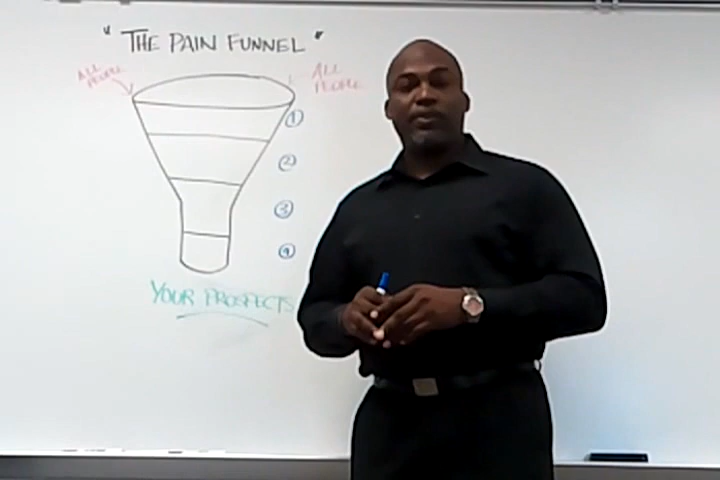 "THE PAIN FUNNEL"
ALL
PEOPLE
ALL
PEOPLE
①
②
③
④
YOUR PROSPECTS